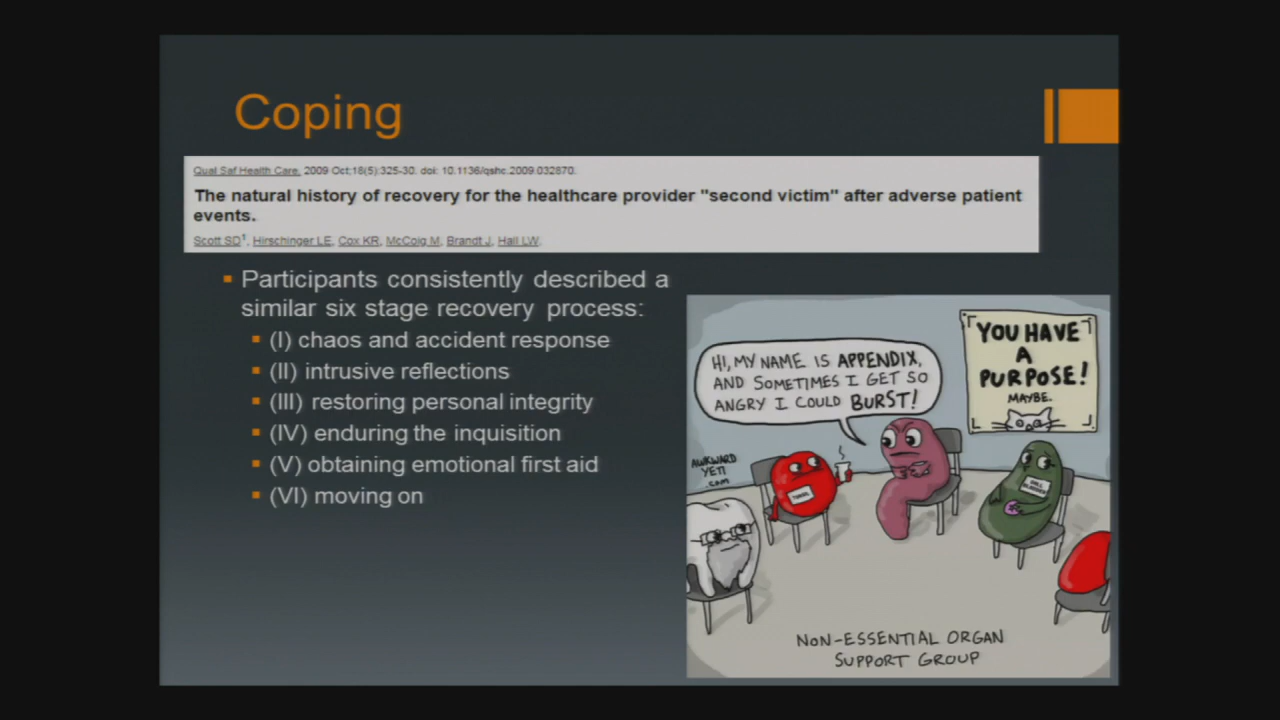 Coping
Qual Saf Health Care. 2009 Oct;18(5):325-30. doi: 10.1136/qshc.2009.032870.
The natural history of recovery for the healthcare provider "second victim" after adverse patient
events.
Scott SD1, Hirschinger LE, Cox KR, McCoig M, Brandt J, Hall LW.
Participants consistently described a
similar six stage recovery process:
(I) chaos and accident response
(II) intrusive reflections
(III) restoring personal integrity
(IV) enduring the inquisition
(V) obtaining emotional first aid
(VI) moving on
YOU HAVE
A
PURPOSE!
MAYBE.
HI, MY NAME IS APPENDIX,
AND SOMETIMES I GET SO
ANGRY I COULD BURST!
AWKWARD
YETI
.COM
TONSIL
GALL
BLADDER
NON-ESSENTIAL ORGAN
SUPPORT GROUP